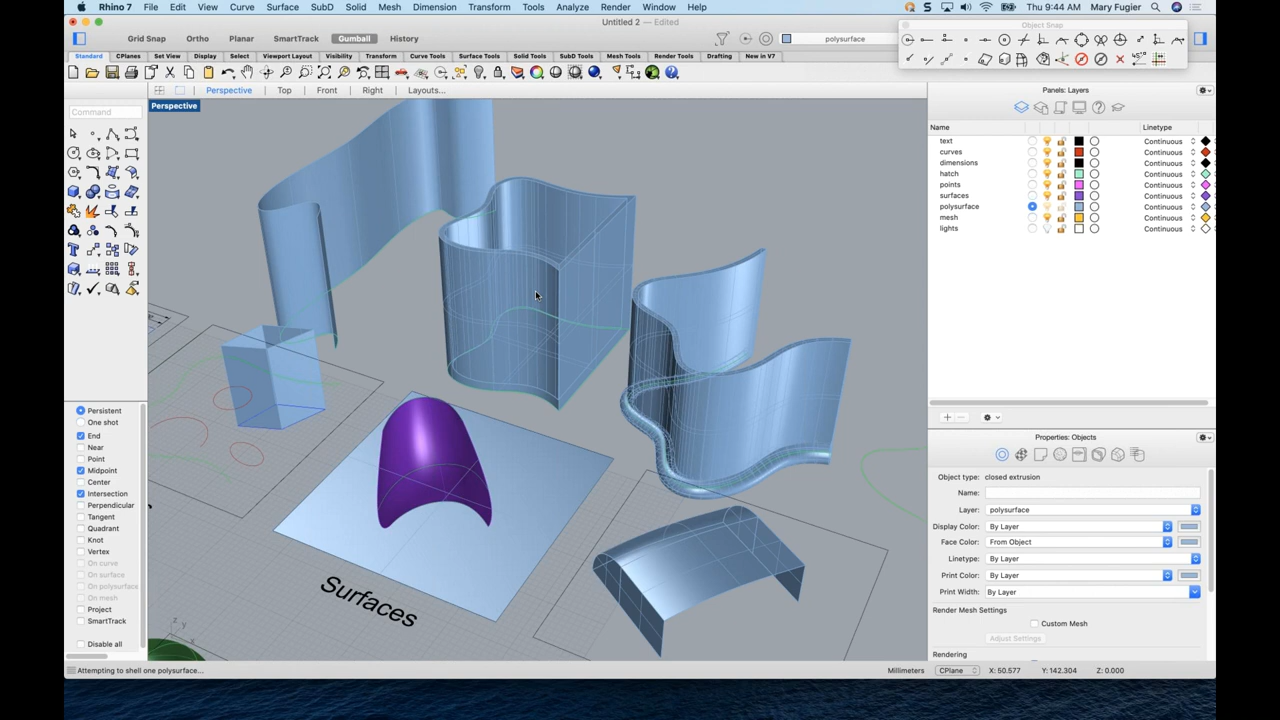 Rhino 7 File Edit View Curve Surface SubD Solid Mesh Dimension Transform Tools Analyze Render Panels Window Help Thu 9:44 AM Mary Fugier
Untitled 2 — Edited
Object Snap
Grid Snap Ortho Planar SmartTrack Gumball History polysurface
Standard CPlanes Set View Display Select Viewport Layout Visibility Transform Curve Tools Surface Tools Solid Tools SubD Tools Mesh Tools Render Tools Drafting New in V7
Perspective Top Front Right Layouts...
Panels: Layers
Perspective
Command
Name Linetype
text Continuous
curves Continuous
dimensions Continuous
hatch Continuous
points Continuous
surfaces Continuous
polysurface Continuous
mesh Continuous
lights Continuous
Persistent
One shot
End
Near
Point
Midpoint
Center
Intersection
Perpendicular
Tangent
Quadrant
Knot
Vertex
On curve
On surface
On polysurface
On mesh
Project
SmartTrack
Disable all
Surfaces
z y
x
Properties: Objects
Object type: closed extrusion
Name:
Layer: polysurface
Display Color: By Layer
Face Color: From Object
Linetype: By Layer
Print Color: By Layer
Print Width: By Layer
Render Mesh Settings
Custom Mesh
Adjust Settings
Rendering
Attempting to shell one polysurface... Millimeters CPlane X: 50.577 Y: 142.304 Z: 0.000